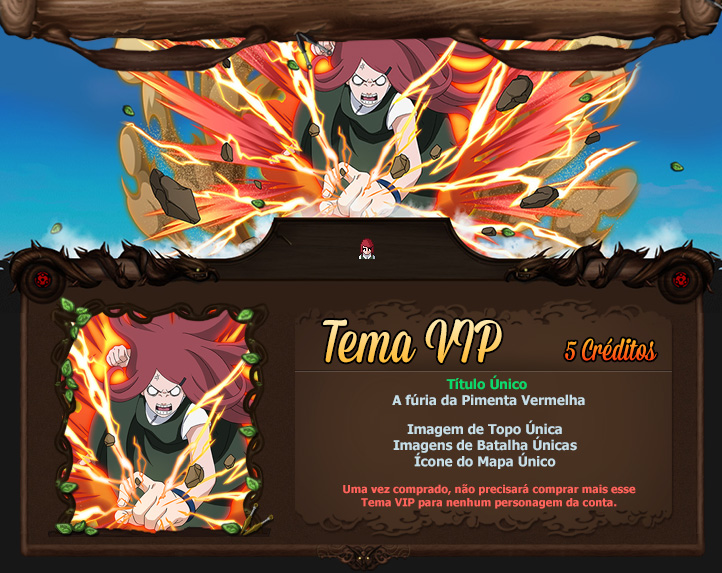 Tema VIP
5 Créditos
Título Único
A fúria da Pimenta Vermelha
Imagem de Topo Única
Imagens de Batalha Únicas
Ícone do Mapa Único
Uma vez comprado, não precisará comprar mais esse
Tema VIP para nenhum personagem da conta.